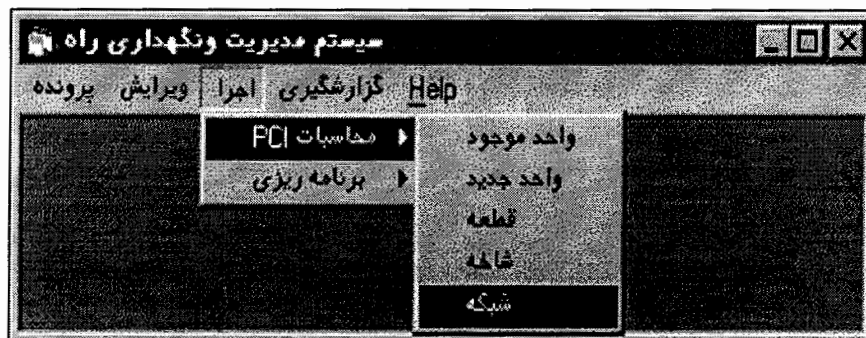 سیستم مدیریت ونگهداری راه
پرونده ویرایش اجرا گزارشگیری Help
محاسبات PCI
برنامه ریزی
واحد موجود
واحد جدید
قطعه
شاخه
شبکه